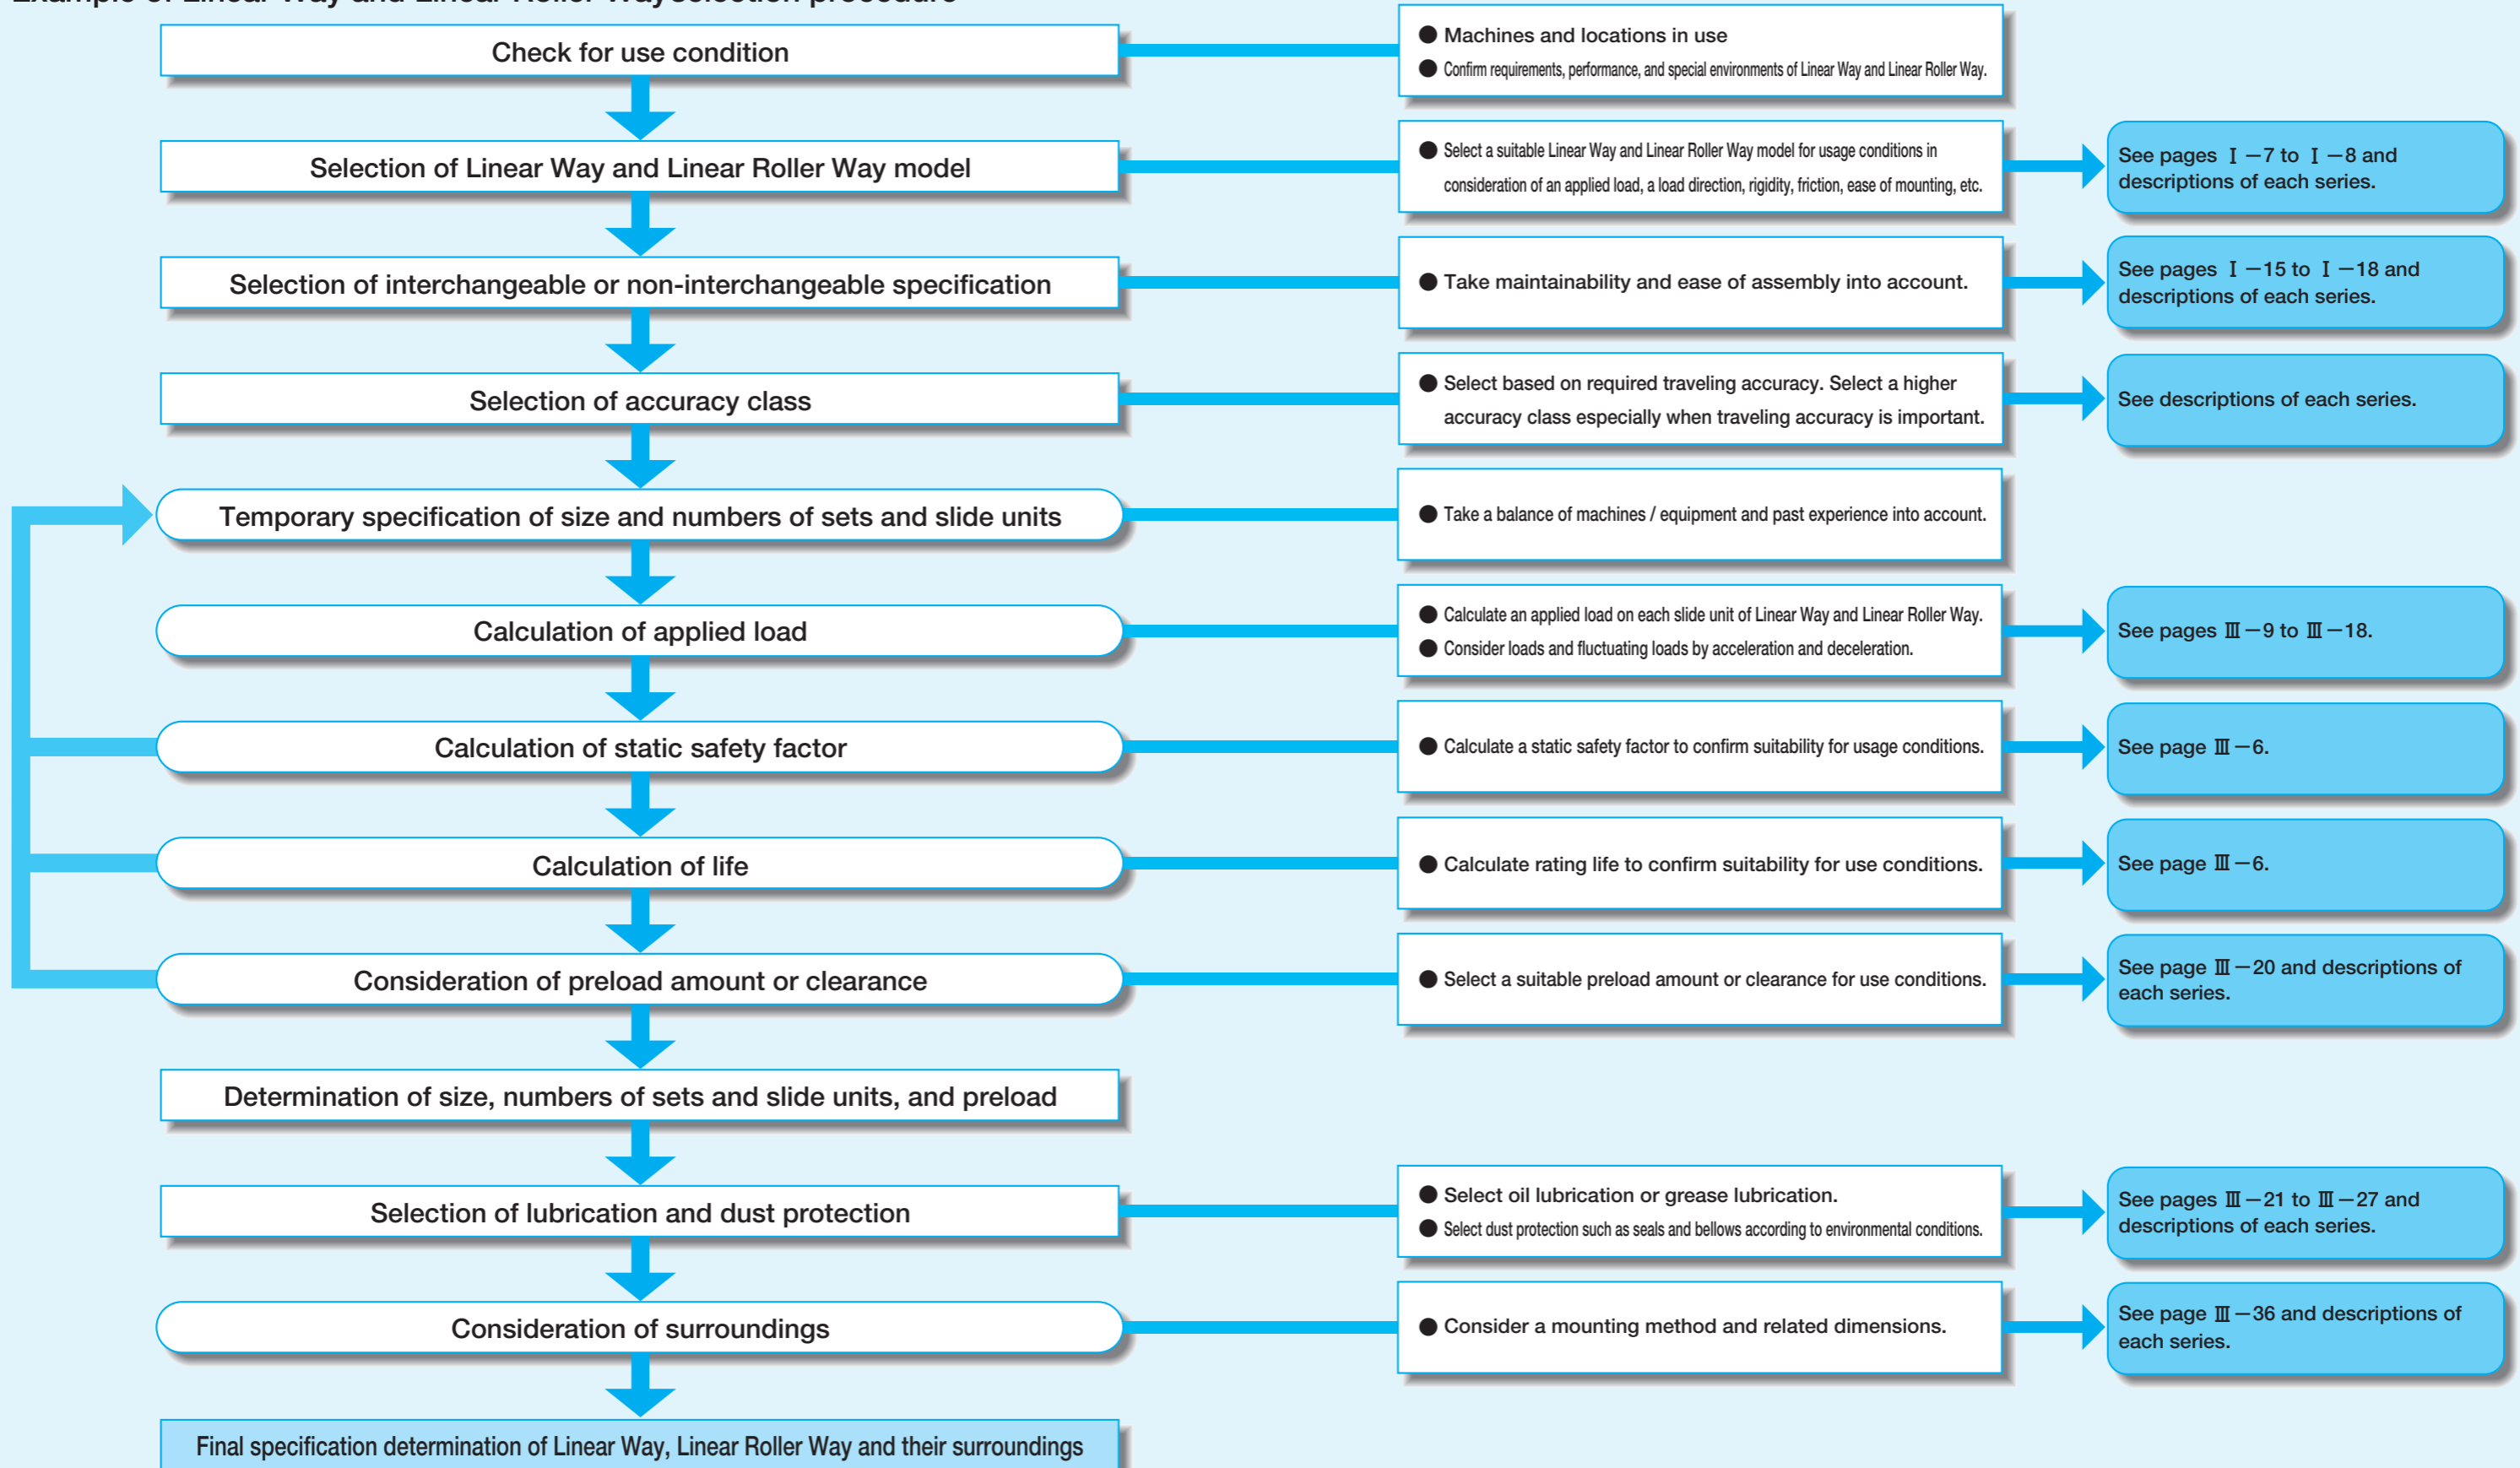 Example of Linear Way and Linear Roller Way selection procedure
Check for use condition
● Machines and locations in use
● Confirm requirements, performance, and special environments of Linear Way and Linear Roller Way.
Selection of Linear Way and Linear Roller Way model
● Select a suitable Linear Way and Linear Roller Way model for usage conditions in
consideration of an applied load, a load direction, rigidity, friction, ease of mounting, etc.
See pages Ⅰ－7 to Ⅰ－8 and
descriptions of each series.
Selection of interchangeable or non-interchangeable specification
● Take maintainability and ease of assembly into account.
See pages Ⅰ－15 to Ⅰ－18 and
descriptions of each series.
Selection of accuracy class
● Select based on required traveling accuracy. Select a higher
accuracy class especially when traveling accuracy is important.
See descriptions of each series.
Temporary specification of size and numbers of sets and slide units
● Take a balance of machines / equipment and past experience into account.
Calculation of applied load
● Calculate an applied load on each slide unit of Linear Way and Linear Roller Way.
● Consider loads and fluctuating loads by acceleration and deceleration.
See pages Ⅲ－9 to Ⅲ－18.
Calculation of static safety factor
● Calculate a static safety factor to confirm suitability for usage conditions.
See page Ⅲ－6.
Calculation of life
● Calculate rating life to confirm suitability for use conditions.
See page Ⅲ－6.
Consideration of preload amount or clearance
● Select a suitable preload amount or clearance for use conditions.
See page Ⅲ－20 and descriptions of
each series.
Determination of size, numbers of sets and slide units, and preload
Selection of lubrication and dust protection
● Select oil lubrication or grease lubrication.
● Select dust protection such as seals and bellows according to environmental conditions.
See pages Ⅲ－21 to Ⅲ－27 and
descriptions of each series.
Consideration of surroundings
● Consider a mounting method and related dimensions.
See page Ⅲ－36 and descriptions of
each series.
Final specification determination of Linear Way, Linear Roller Way and their surroundings